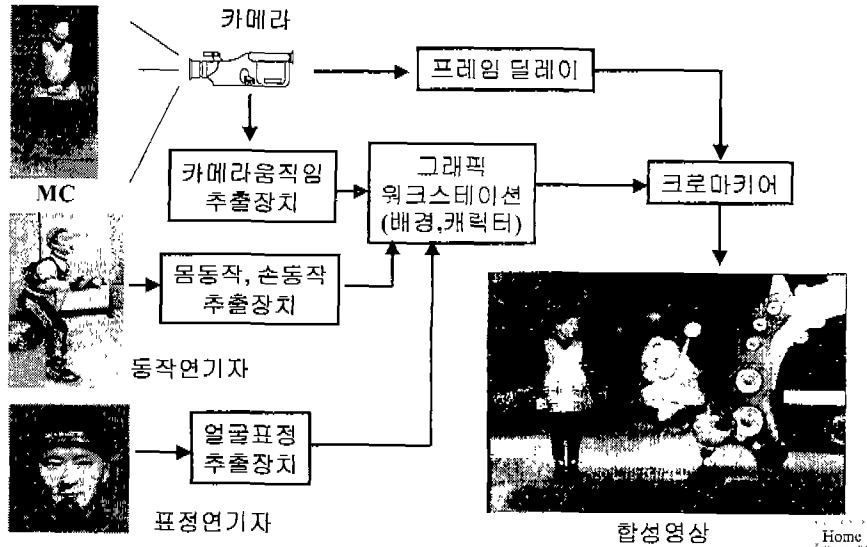 카메라
프레임 딜레이
MC
카메라움직임
추출장치
그래픽
워크스테이션
(배경,캐릭터)
크로마키어
몸동작, 손동작
추출장치
동작연기자
얼굴표정
추출장치
표정연기자
합성영상
Home